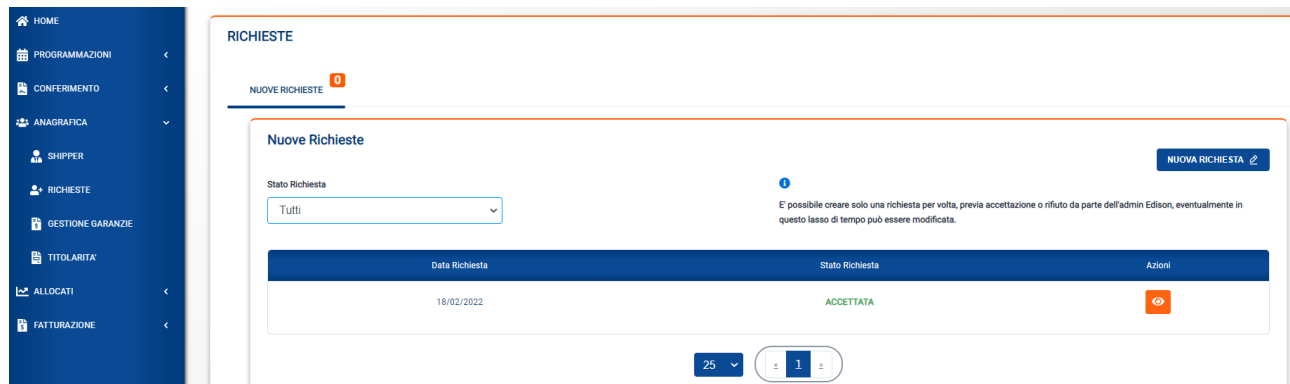 HOME
PROGRAMMAZIONI
CONFERIMENTO
ANAGRAFICA
SHIPPER
RICHIESTE
GESTIONE GARANZIE
TITOLARITA'
ALLOCATI
FATTURAZIONE
RICHIESTE
NUOVE RICHIESTE 0
Nuove Richieste
NUOVA RICHIESTA
Stato Richiesta
Tutti
E' possibile creare solo una richiesta per volta, previa accettazione o rifiuto da parte dell'admin Edison, eventualmente in
questo lasso di tempo può essere modificata.
Data Richiesta Stato Richiesta Azioni
18/02/2022 ACCETTATA
25 « 1 »